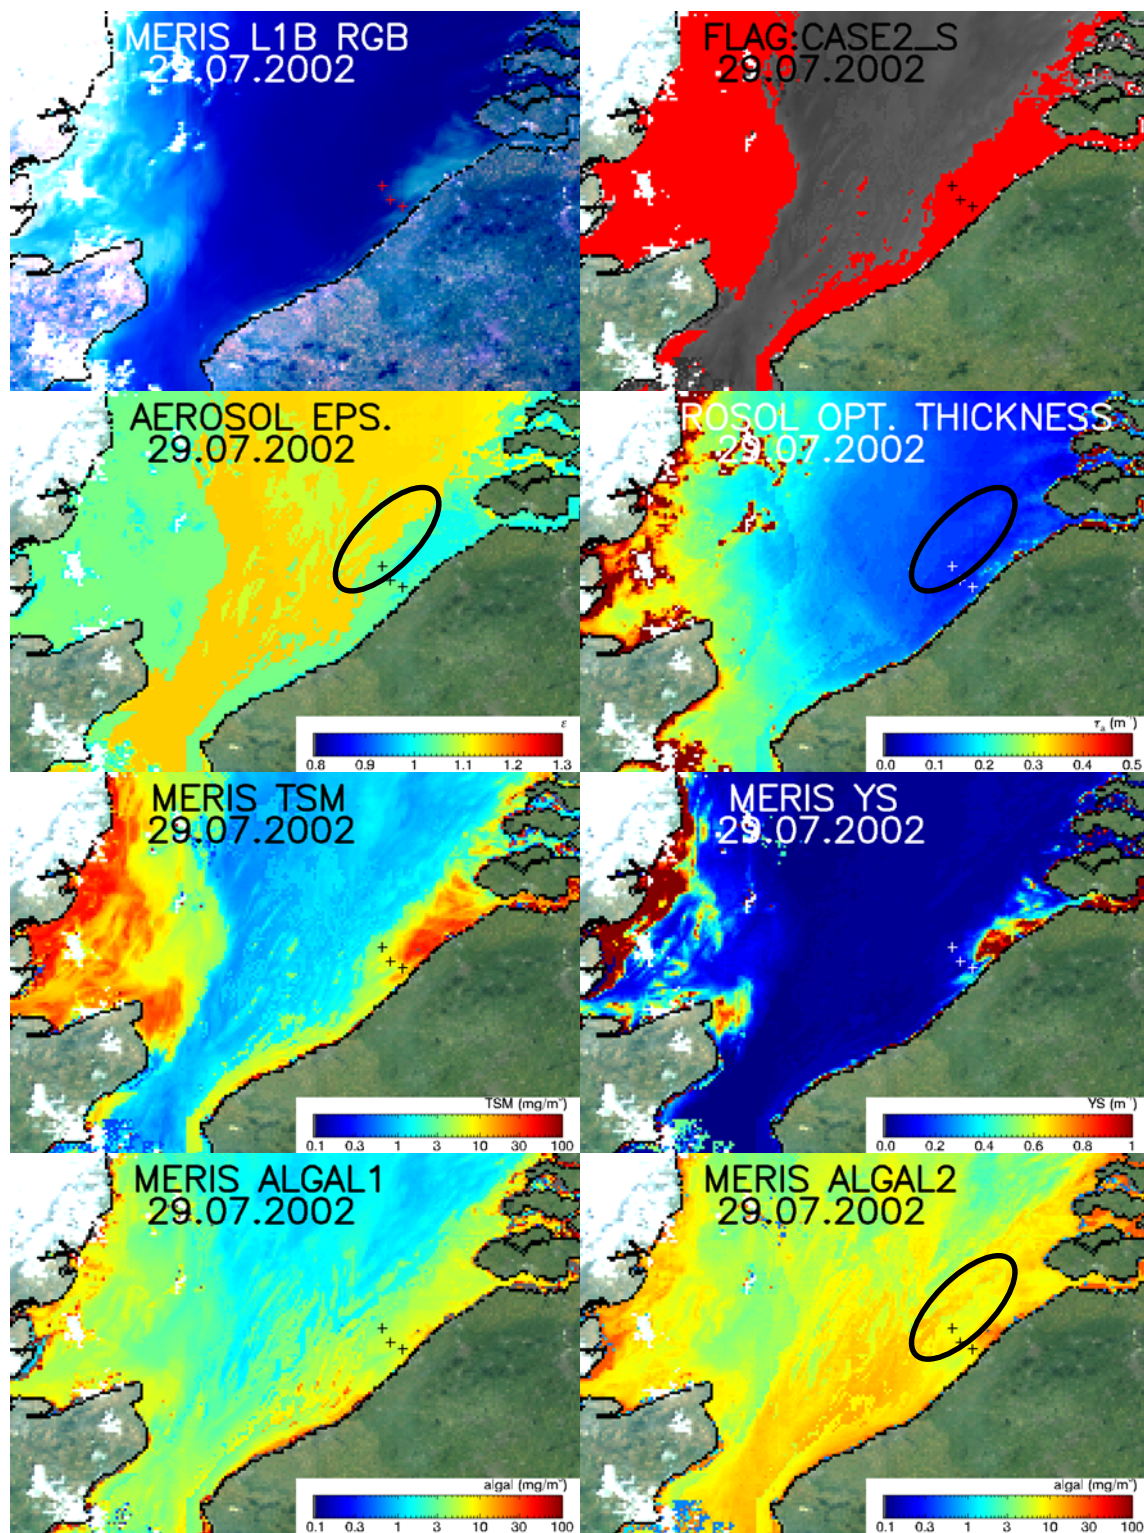 MERIS L1B RGB
29.07.2002
FLAG:CASE2_S
29.07.2002
AEROSOL EPS.
29.07.2002
ε
0.8 0.9 1 1.1 1.2 1.3
ROSOL OPT. THICKNESS
29.07.2002
τa (m⁻)
0.0 0.1 0.2 0.3 0.4 0.5
MERIS TSM
29.07.2002
TSM (mg/m⁻)
0.1 0.3 1 3 10 30 100
MERIS YS
29.07.2002
YS (m⁻)
0.0 0.2 0.4 0.6 0.8 1
MERIS ALGAL1
29.07.2002
algal (mg/m⁻)
0.1 0.3 1 3 10 30 100
MERIS ALGAL2
29.07.2002
algal (mg/m⁻)
0.1 0.3 1 3 10 30 100